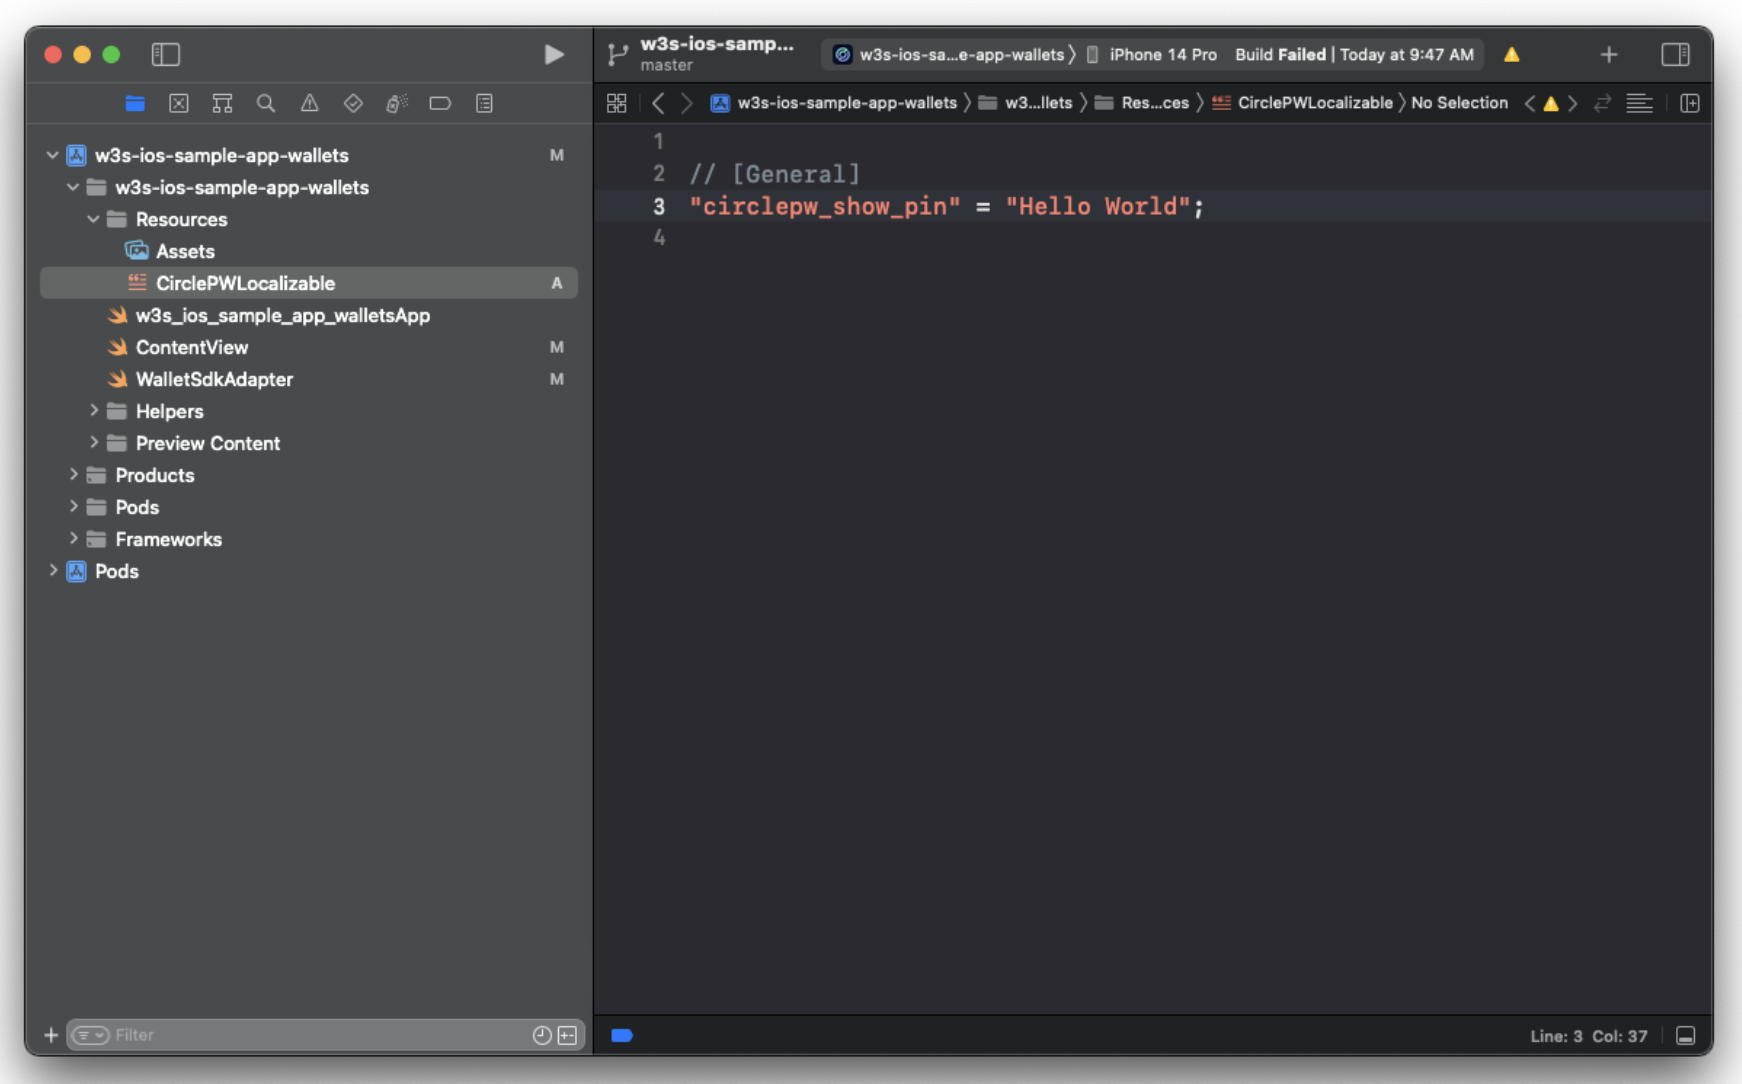 w3s-ios-samp...
master
w3s-ios-sa...e-app-wallets
iPhone 14 Pro
Build Failed | Today at 9:47 AM
w3s-ios-sample-app-wallets
w3...llets
Res...ces
CirclePWLocalizable
No Selection
w3s-ios-sample-app-wallets M
w3s-ios-sample-app-wallets
Resources
Assets
CirclePWLocalizable A
w3s_ios_sample_app_walletsApp
ContentView M
WalletSdkAdapter M
Helpers
Preview Content
Products
Pods
Frameworks
Pods
Filter
1
2 // [General]
3 "circlepw_show_pin" = "Hello World";
4
Line: 3 Col: 37